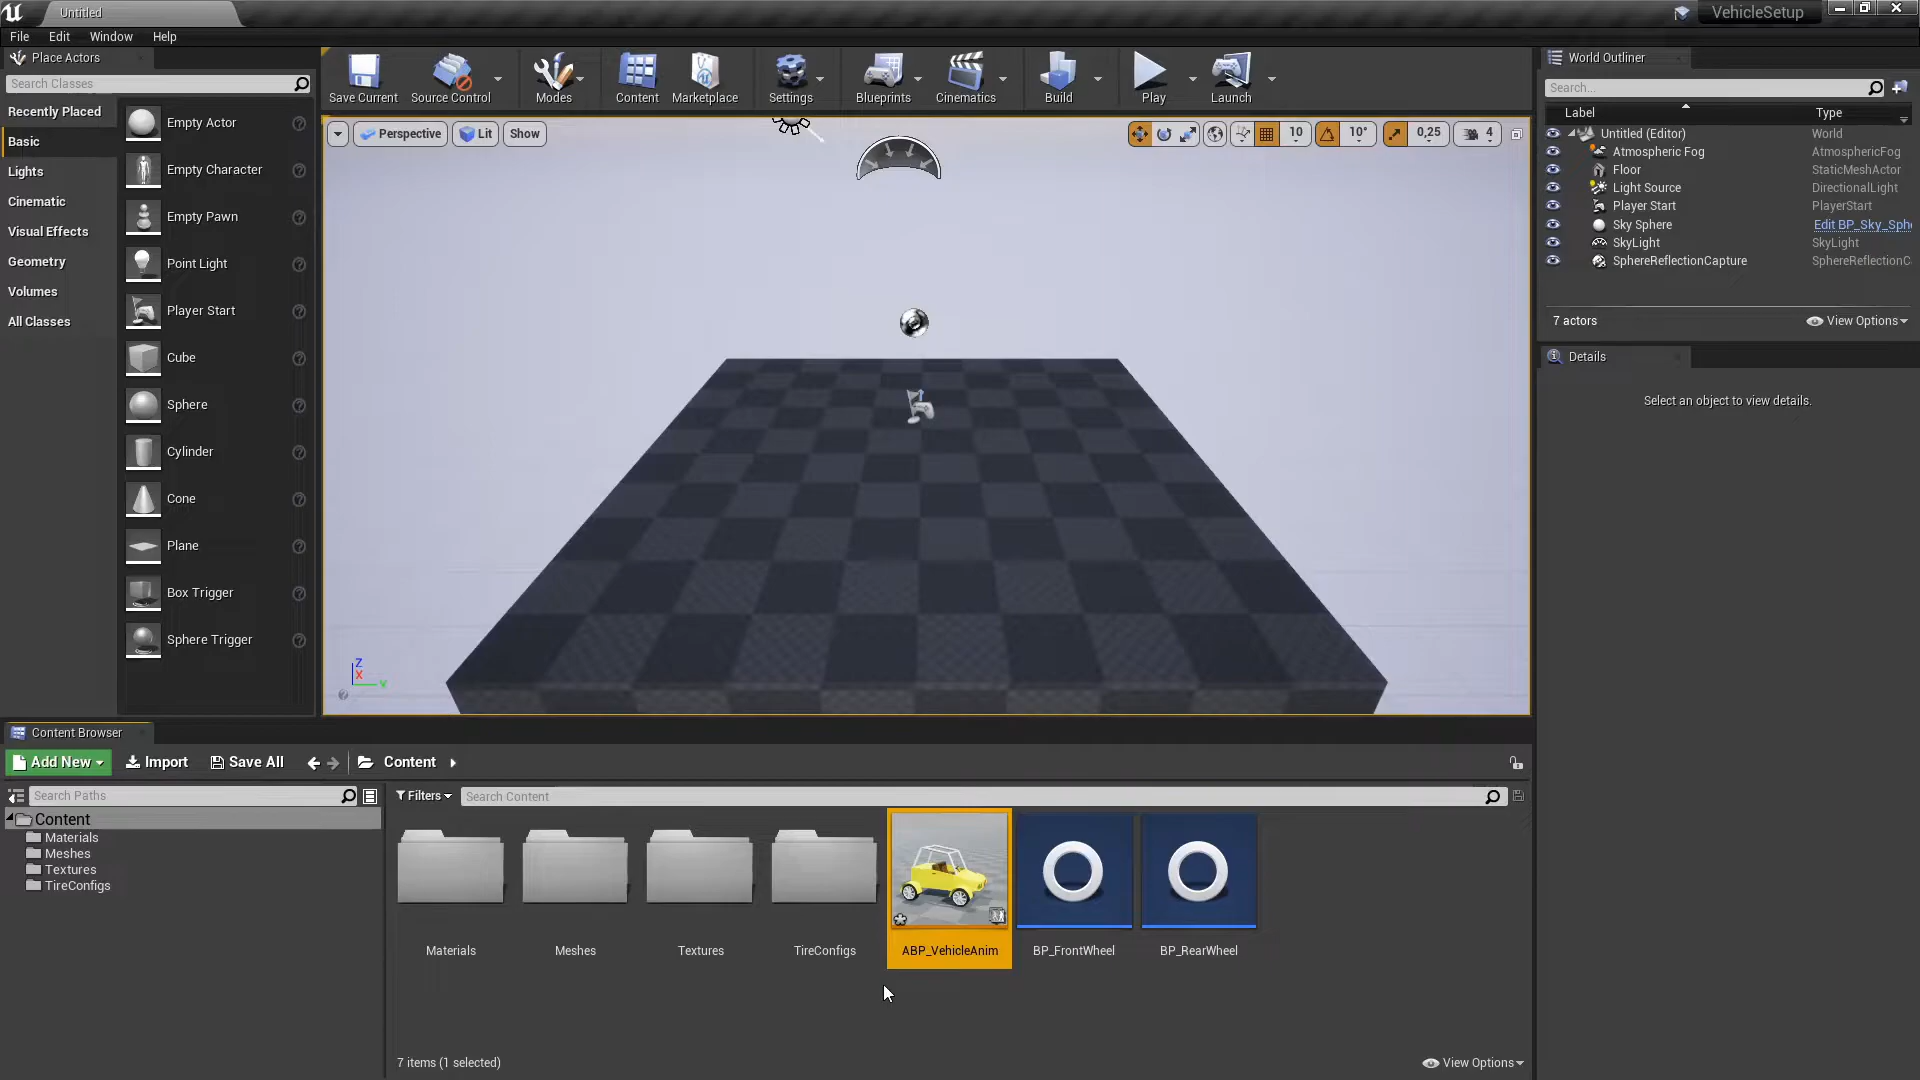 Untitled
VehicleSetup
File Edit Window Help
Place Actors
Search Classes
Recently Placed
Basic
Lights
Cinematic
Visual Effects
Geometry
Volumes
All Classes
Empty Actor
Empty Character
Empty Pawn
Point Light
Player Start
Cube
Sphere
Cylinder
Cone
Plane
Box Trigger
Sphere Trigger
Save Current
Source Control
Modes
Content
Marketplace
Settings
Blueprints
Cinematics
Build
Play
Launch
Perspective
Lit
Show
10
10°
0,25
4
Z
X
Y
World Outliner
Search...
Label Type
Untitled (Editor) World
Atmospheric Fog AtmosphericFog
Floor StaticMeshActor
Light Source DirectionalLight
Player Start PlayerStart
Sky Sphere Edit BP_Sky_Sph
SkyLight SkyLight
SphereReflectionCapture SphereReflectionC
7 actors
View Options
Details
Select an object to view details.
Content Browser
Add New
Import
Save All
Content
Search Paths
Content
Materials
Meshes
Textures
TireConfigs
Filters
Search Content
Materials
Meshes
Textures
TireConfigs
ABP_VehicleAnim
BP_FrontWheel
BP_RearWheel
7 items (1 selected)
View Options